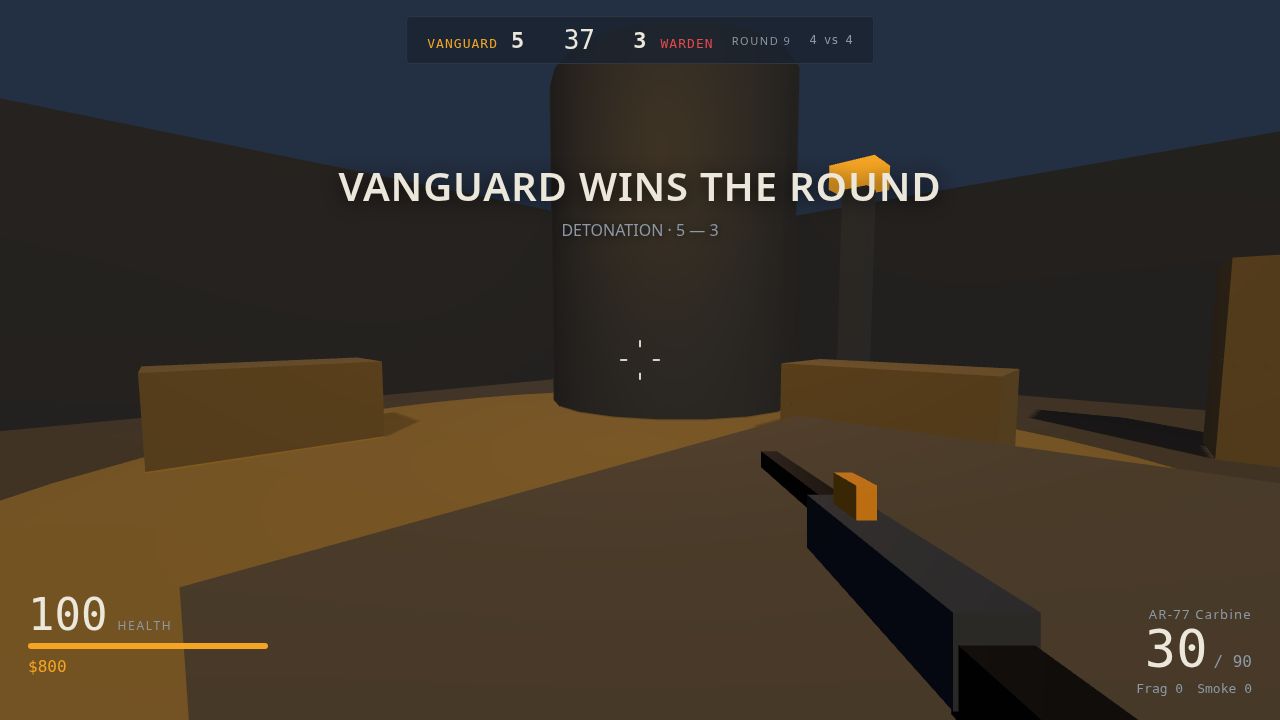 VANGUARD 5 37 3 WARDEN ROUND 9 4 vs 4
VANGUARD WINS THE ROUND
DETONATION · 5 — 3
100 HEALTH
$800
AR-77 Carbine
30 / 90
Frag 0 Smoke 0